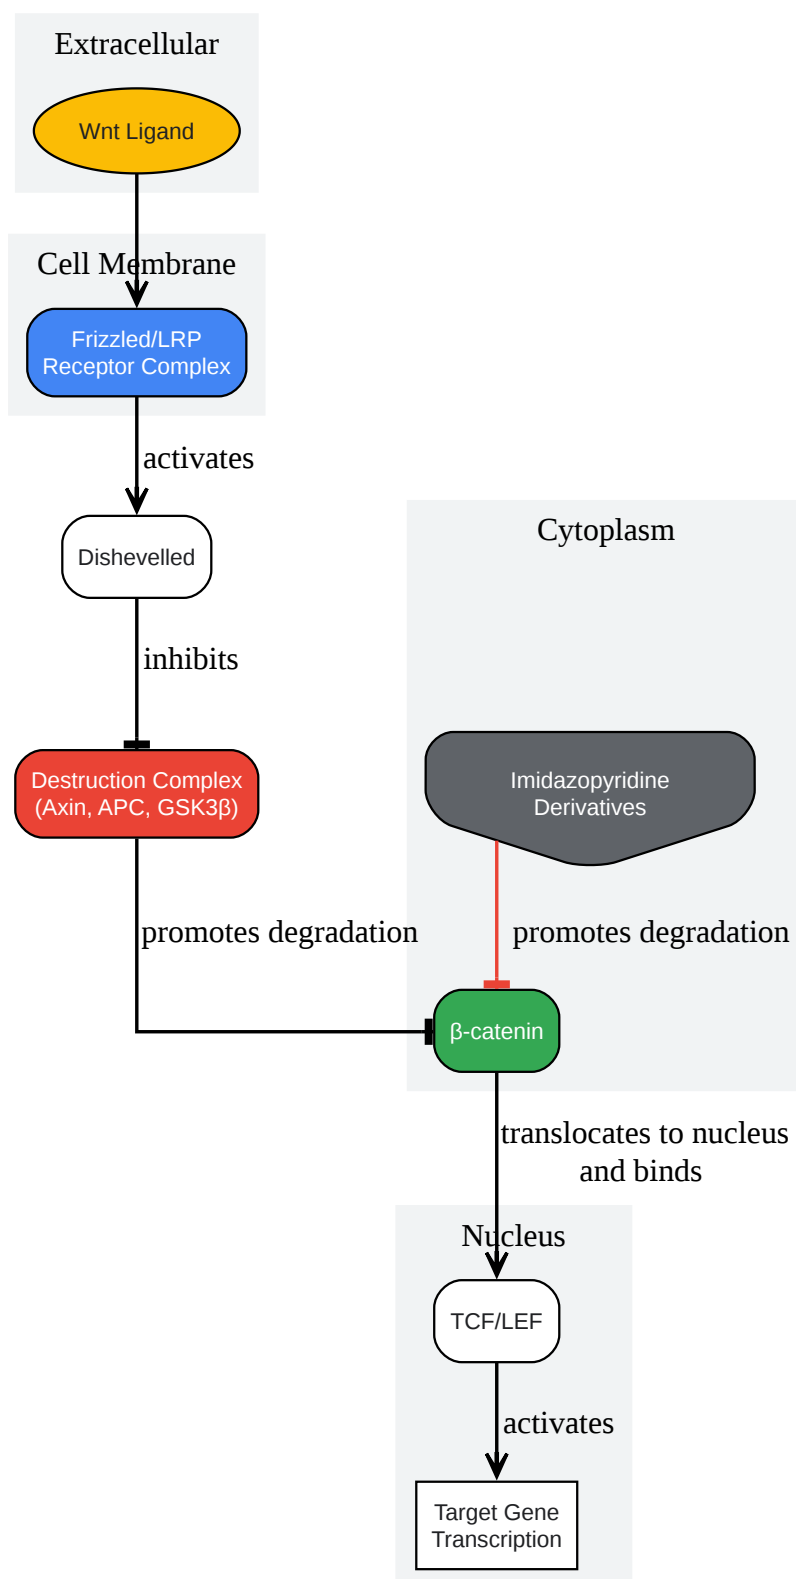 Extracellular
Wnt Ligand
Cell Membrane
Frizzled/LRP
Receptor Complex
activates
Dishevelled
Cytoplasm
inhibits
Destruction Complex
(Axin, APC, GSK3β)
Imidazopyridine
Derivatives
promotes degradation
promotes degradation
β-catenin
translocates to nucleus
and binds
Nucleus
TCF/LEF
activates
Target Gene
Transcription